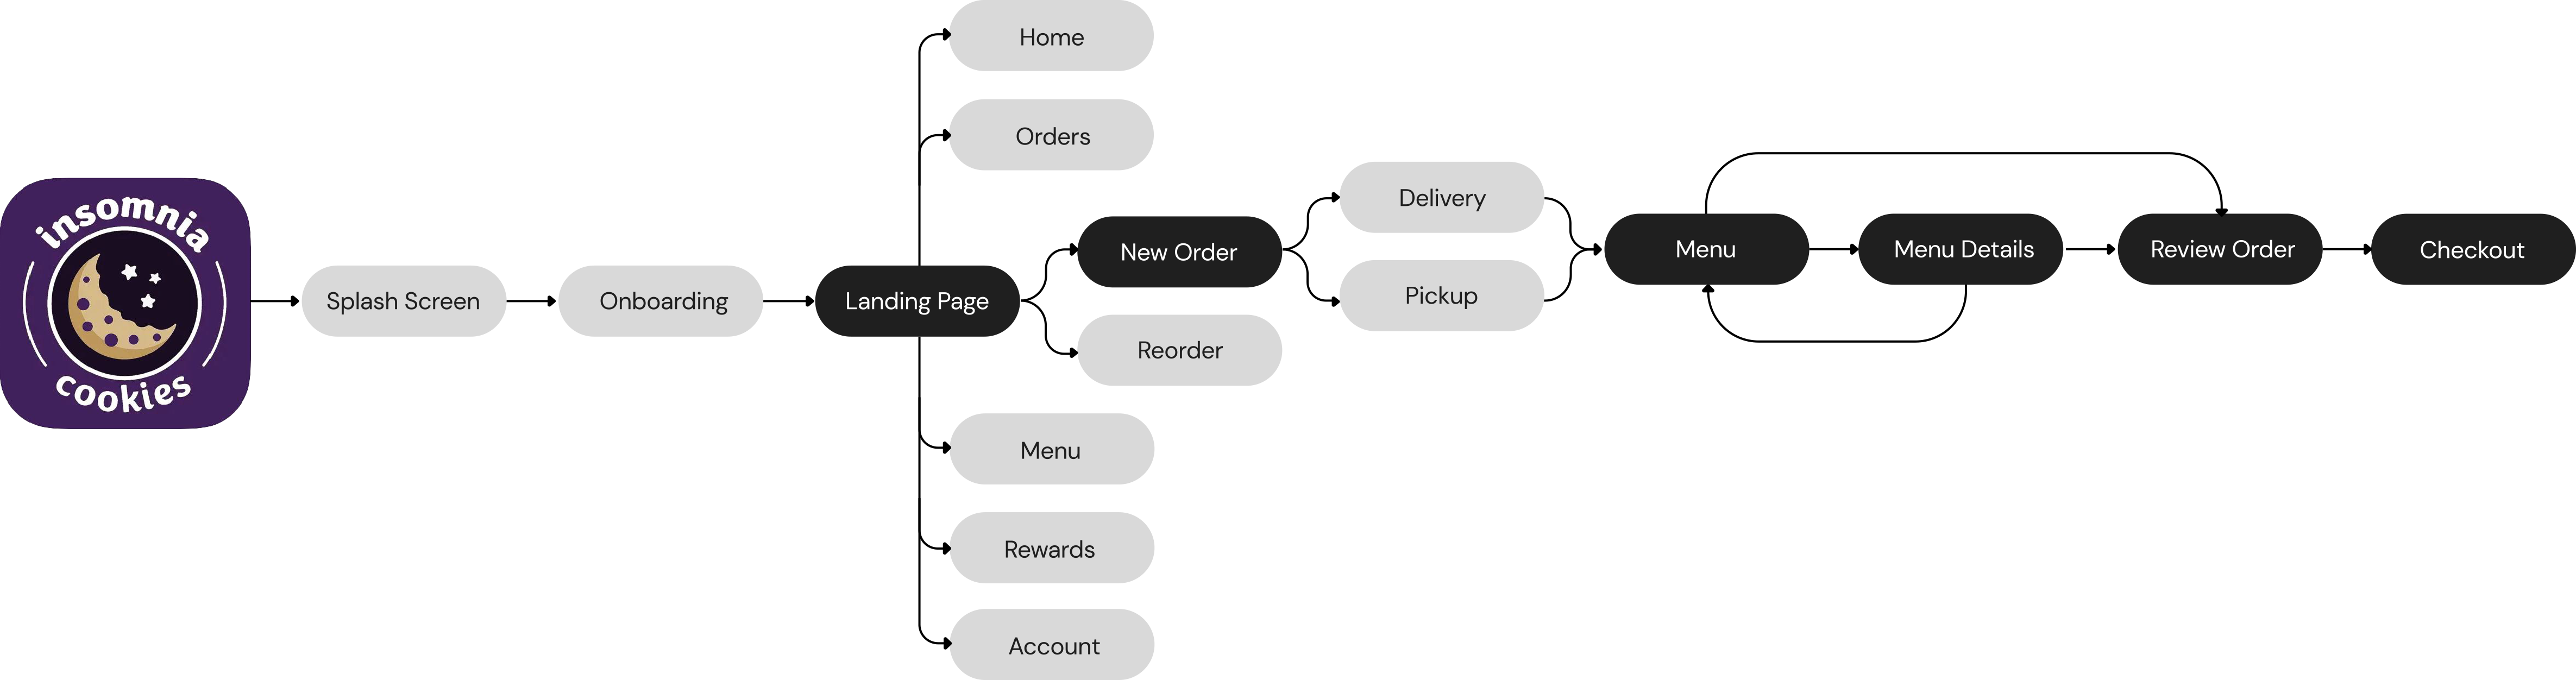 insomnia
cookies
Splash Screen
Onboarding
Landing Page
Home
Orders
New Order
Reorder
Menu
Rewards
Account
Delivery
Pickup
Menu
Menu Details
Review Order
Checkout